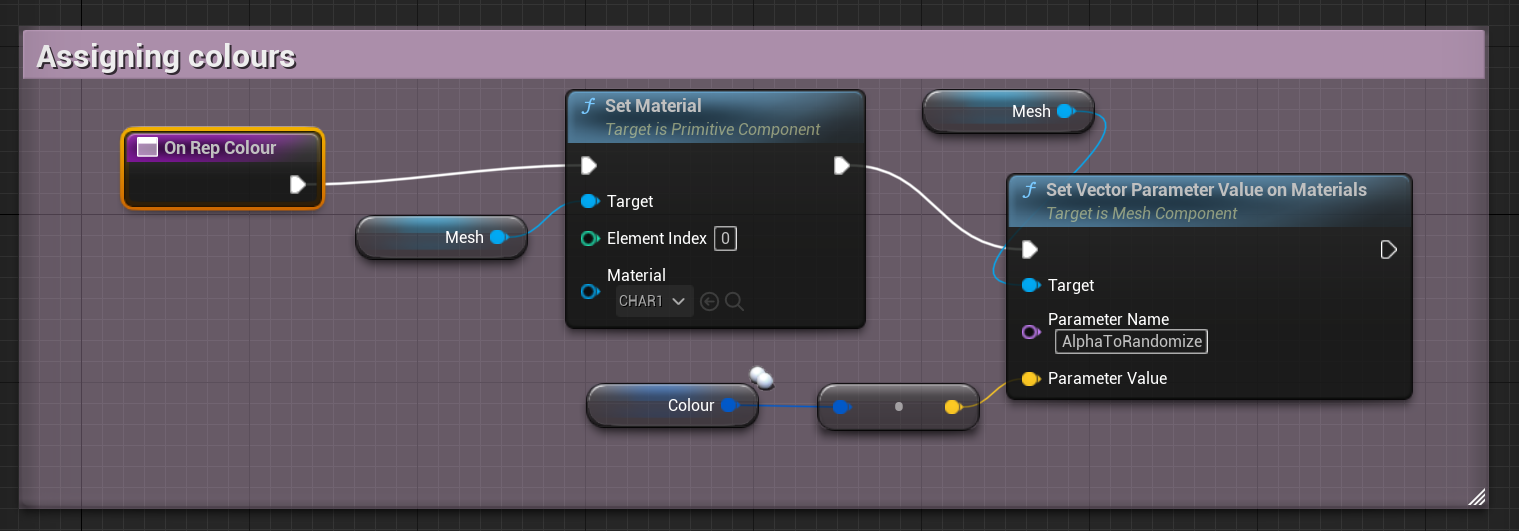 Assigning colours
On Rep Colour
Mesh
f Set Material
Target is Primitive Component
Target
Element Index 0
Material
CHAR1
Mesh
f Set Vector Parameter Value on Materials
Target is Mesh Component
Target
Parameter Name
AlphaToRandomize
Parameter Value
Colour